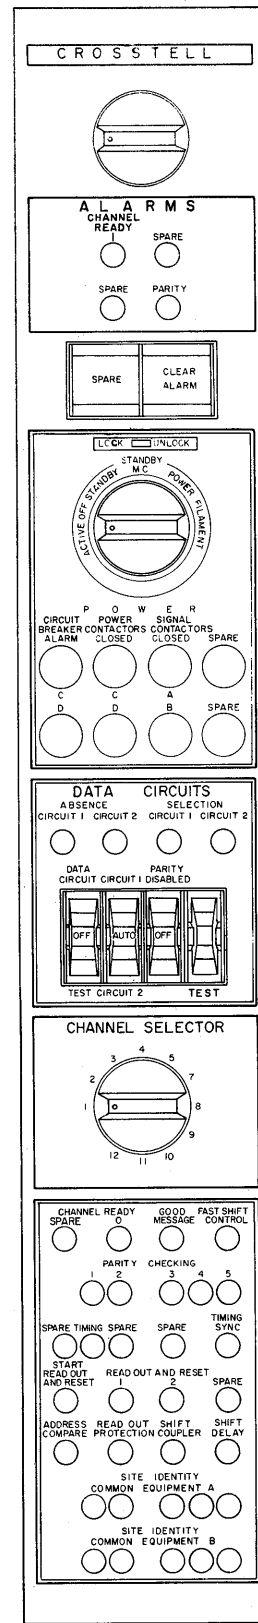 CROSSTELL
ALARMS
CHANNEL
READY
1 SPARE
SPARE PARITY
SPARE
CLEAR
ALARM
LOCK UNLOCK
STANDBY
M C
ACTIVE OFF STANDBY POWER FILAMENT
POWER
CIRCUIT POWER SIGNAL
BREAKER CONTACTORS CONTACTORS
ALARM CLOSED CLOSED SPARE
C C A
D D B SPARE
DATA CIRCUITS
ABSENCE SELECTION
CIRCUIT 1 CIRCUIT 2 CIRCUIT 1 CIRCUIT 2
DATA PARITY
CIRCUIT CIRCUIT 1 DISABLED
OFF AUTO OFF
TEST CIRCUIT 2 TEST
CHANNEL SELECTOR
4
3 5
2 7
1 8
9
12 10
11
CHANNEL READY GOOD FAST SHIFT
SPARE 0 MESSAGE CONTROL
PARITY CHECKING
1 2 3 4 5
TIMING
SPARE TIMING SPARE SPARE SYNC
START
READ OUT READ OUT AND RESET
AND RESET 1 2 SPARE
ADDRESS READ OUT SHIFT SHIFT
COMPARE PROTECTION COUPLER DELAY
SITE IDENTITY
COMMON EQUIPMENT A
SITE IDENTITY
COMMON EQUIPMENT B